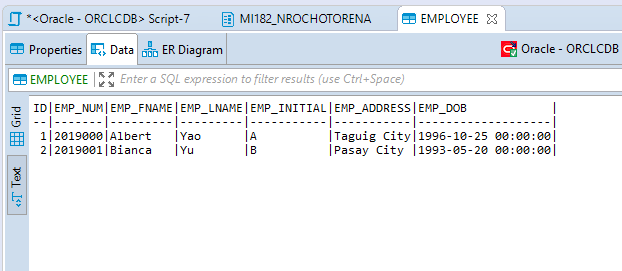 *<Oracle - ORCLCDB> Script-7 MI182_NROCHOTORENA EMPLOYEE
Properties Data ER Diagram Oracle - ORCLCDB
EMPLOYEE Enter a SQL expression to filter results (use Ctrl+Space)
Grid
Text
ID|EMP_NUM|EMP_FNAME|EMP_LNAME|EMP_INITIAL|EMP_ADDRESS|EMP_DOB            |
--|-------|---------|---------|-----------|-----------|-------------------|
 1|2019000|Albert   |Yao      |A          |Taguig City|1996-10-25 00:00:00|
 2|2019001|Bianca   |Yu       |B          |Pasay City |1993-05-20 00:00:00|